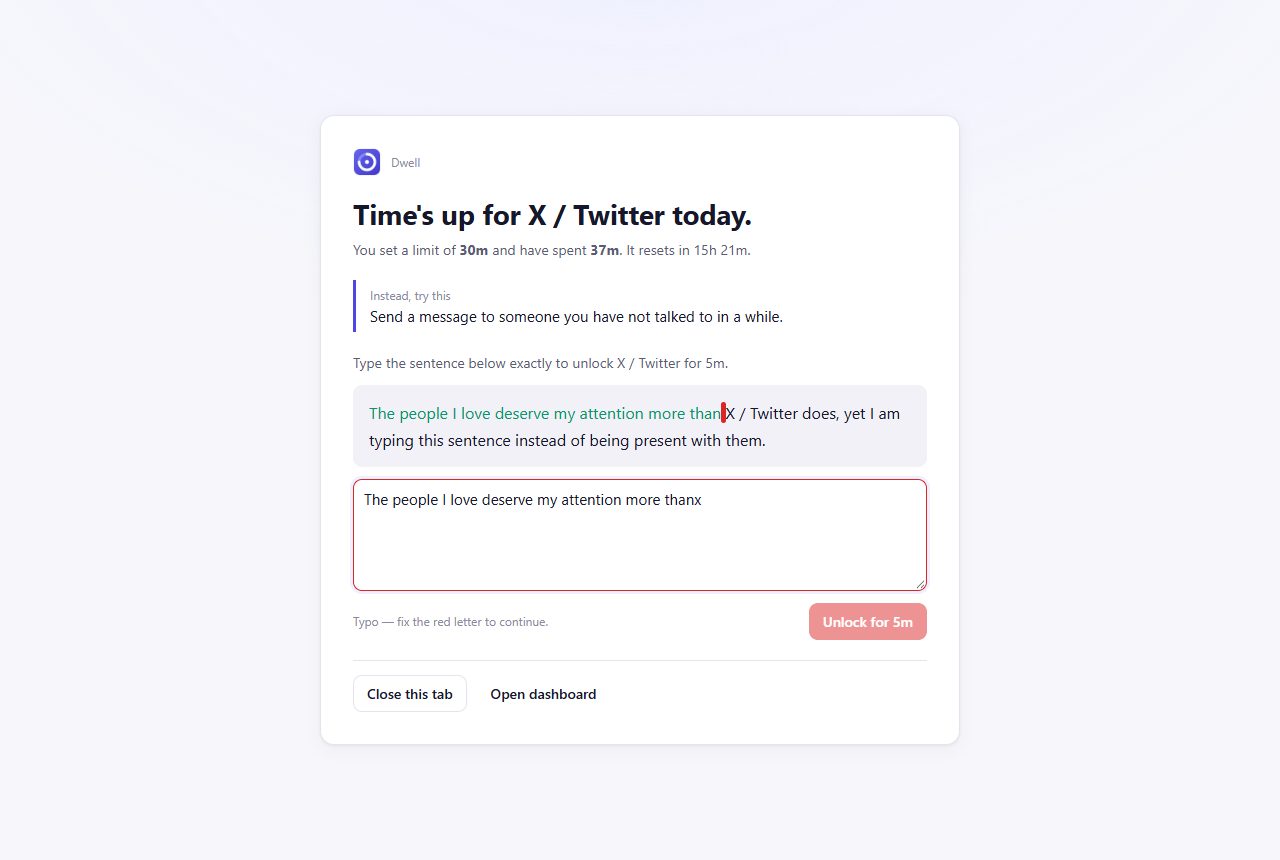 Dwell
Time's up for X / Twitter today.
You set a limit of 30m and have spent 37m. It resets in 15h 21m.
Instead, try this
Send a message to someone you have not talked to in a while.
Type the sentence below exactly to unlock X / Twitter for 5m.
The people I love deserve my attention more than X / Twitter does, yet I am
typing this sentence instead of being present with them.
The people I love deserve my attention more thanx
Typo — fix the red letter to continue.
Unlock for 5m
Close this tab
Open dashboard